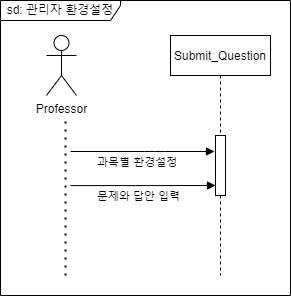 sd: 관리자 환경설정
Submit_Question
Professor
과목별 환경설정
문제와 답안 입력